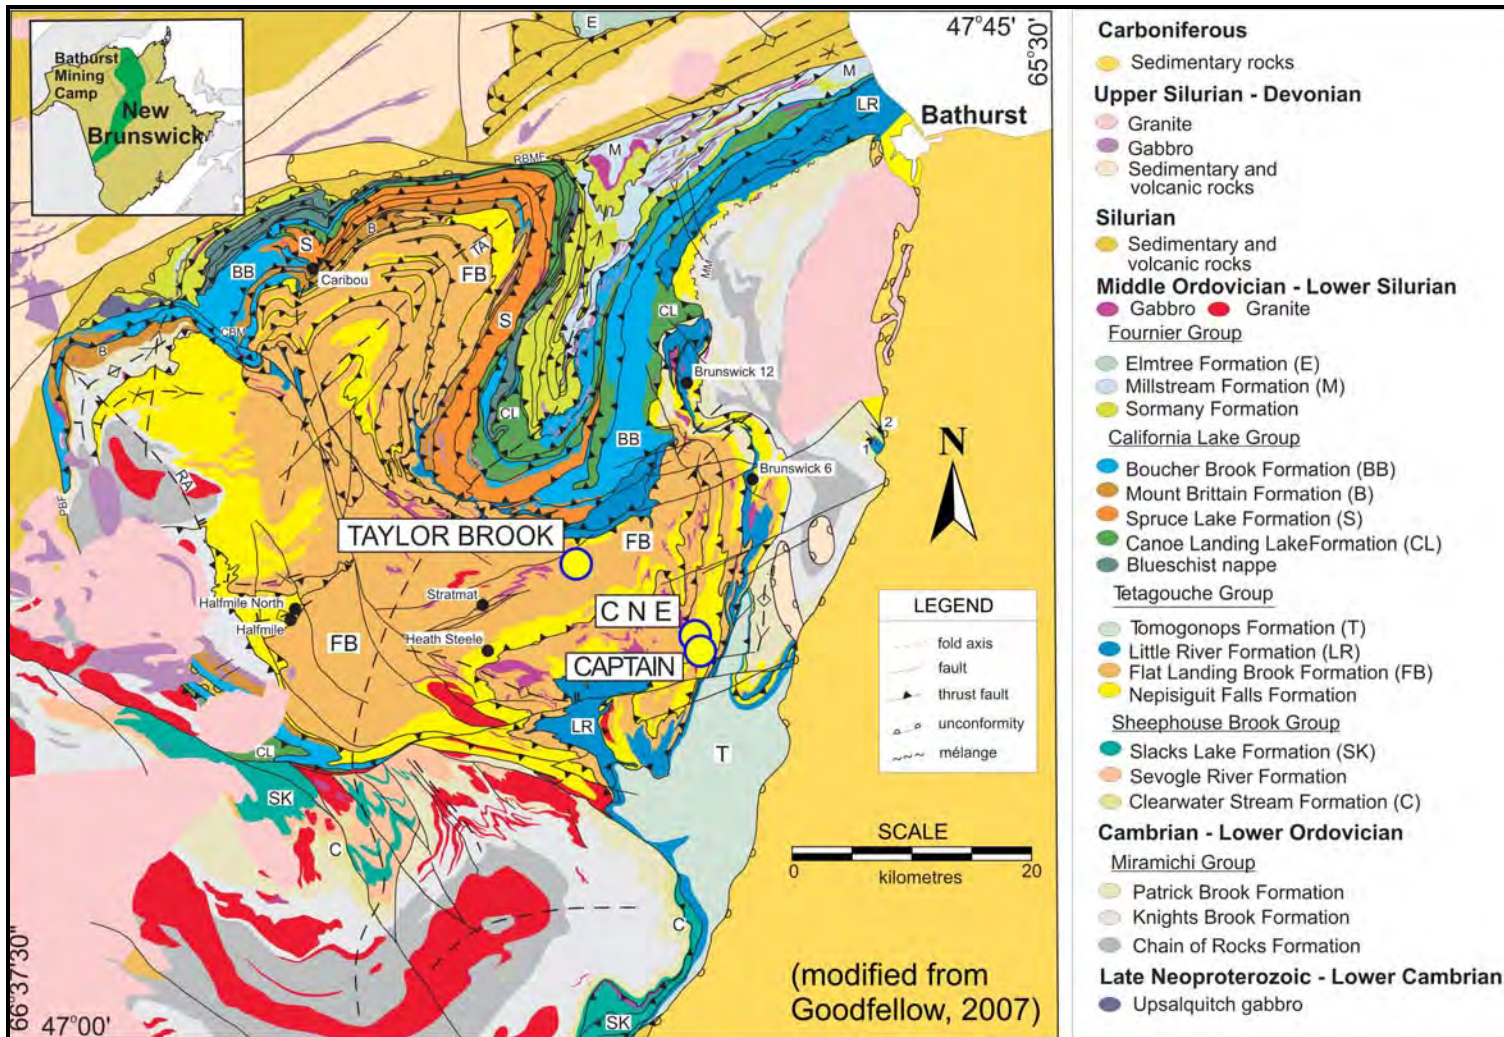 Bathurst
Mining
Camp
New
Brunswick
E
47°45'
65°30'
M
LR
Bathurst
M
RBMF
B
S
TA
BB
FB
Caribou
MM
CL
CBM
S
B
Brunswick 12
CL
BB
2
1
Brunswick 6
N
RA
PBF
TAYLOR BROOK
FB
Stratmat
Halfmile North
Halfmile
C N E
Heath Steele
FB
CAPTAIN
LR
T
CL
SK
C
C
SK
LEGEND
fold axis
fault
thrust fault
unconformity
mélange
SCALE
0
20
kilometres
(modified from
Goodfellow, 2007)
66°37'30"
47°00'
Carboniferous
Sedimentary rocks
Upper Silurian - Devonian
Granite
Gabbro
Sedimentary and
volcanic rocks
Silurian
Sedimentary and
volcanic rocks
Middle Ordovician - Lower Silurian
Gabbro Granite
Fournier Group
Elmtree Formation (E)
Millstream Formation (M)
Sormany Formation
California Lake Group
Boucher Brook Formation (BB)
Mount Brittain Formation (B)
Spruce Lake Formation (S)
Canoe Landing LakeFormation (CL)
Blueschist nappe
Tetagouche Group
Tomogonops Formation (T)
Little River Formation (LR)
Flat Landing Brook Formation (FB)
Nepisiguit Falls Formation
Sheephouse Brook Group
Slacks Lake Formation (SK)
Sevogle River Formation
Clearwater Stream Formation (C)
Cambrian - Lower Ordovician
Miramichi Group
Patrick Brook Formation
Knights Brook Formation
Chain of Rocks Formation
Late Neoproterozoic - Lower Cambrian
Upsalquitch gabbro